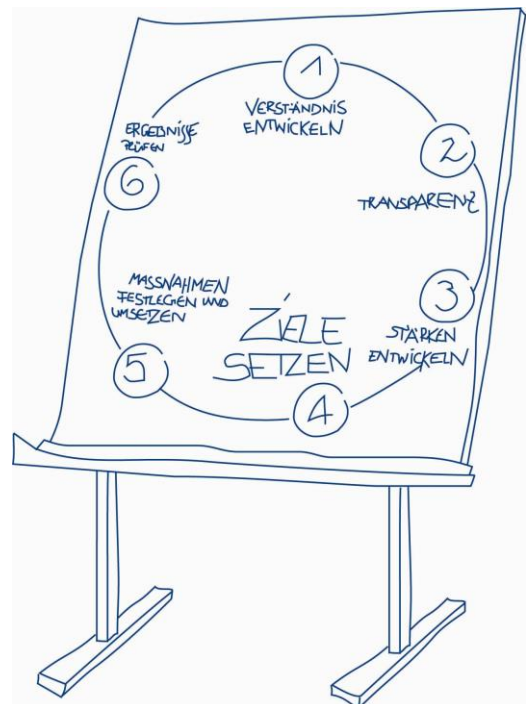 1
VERSTÄNDNIS
ENTWICKELN
2
TRANSPARENZ
3
STÄRKEN
ENTWICKELN
4
ZIELE
SETZEN
5
MASSNAHMEN
FESTLEGEN UND
UMSETZEN
6
ERGEBNISSE
PRÜFEN